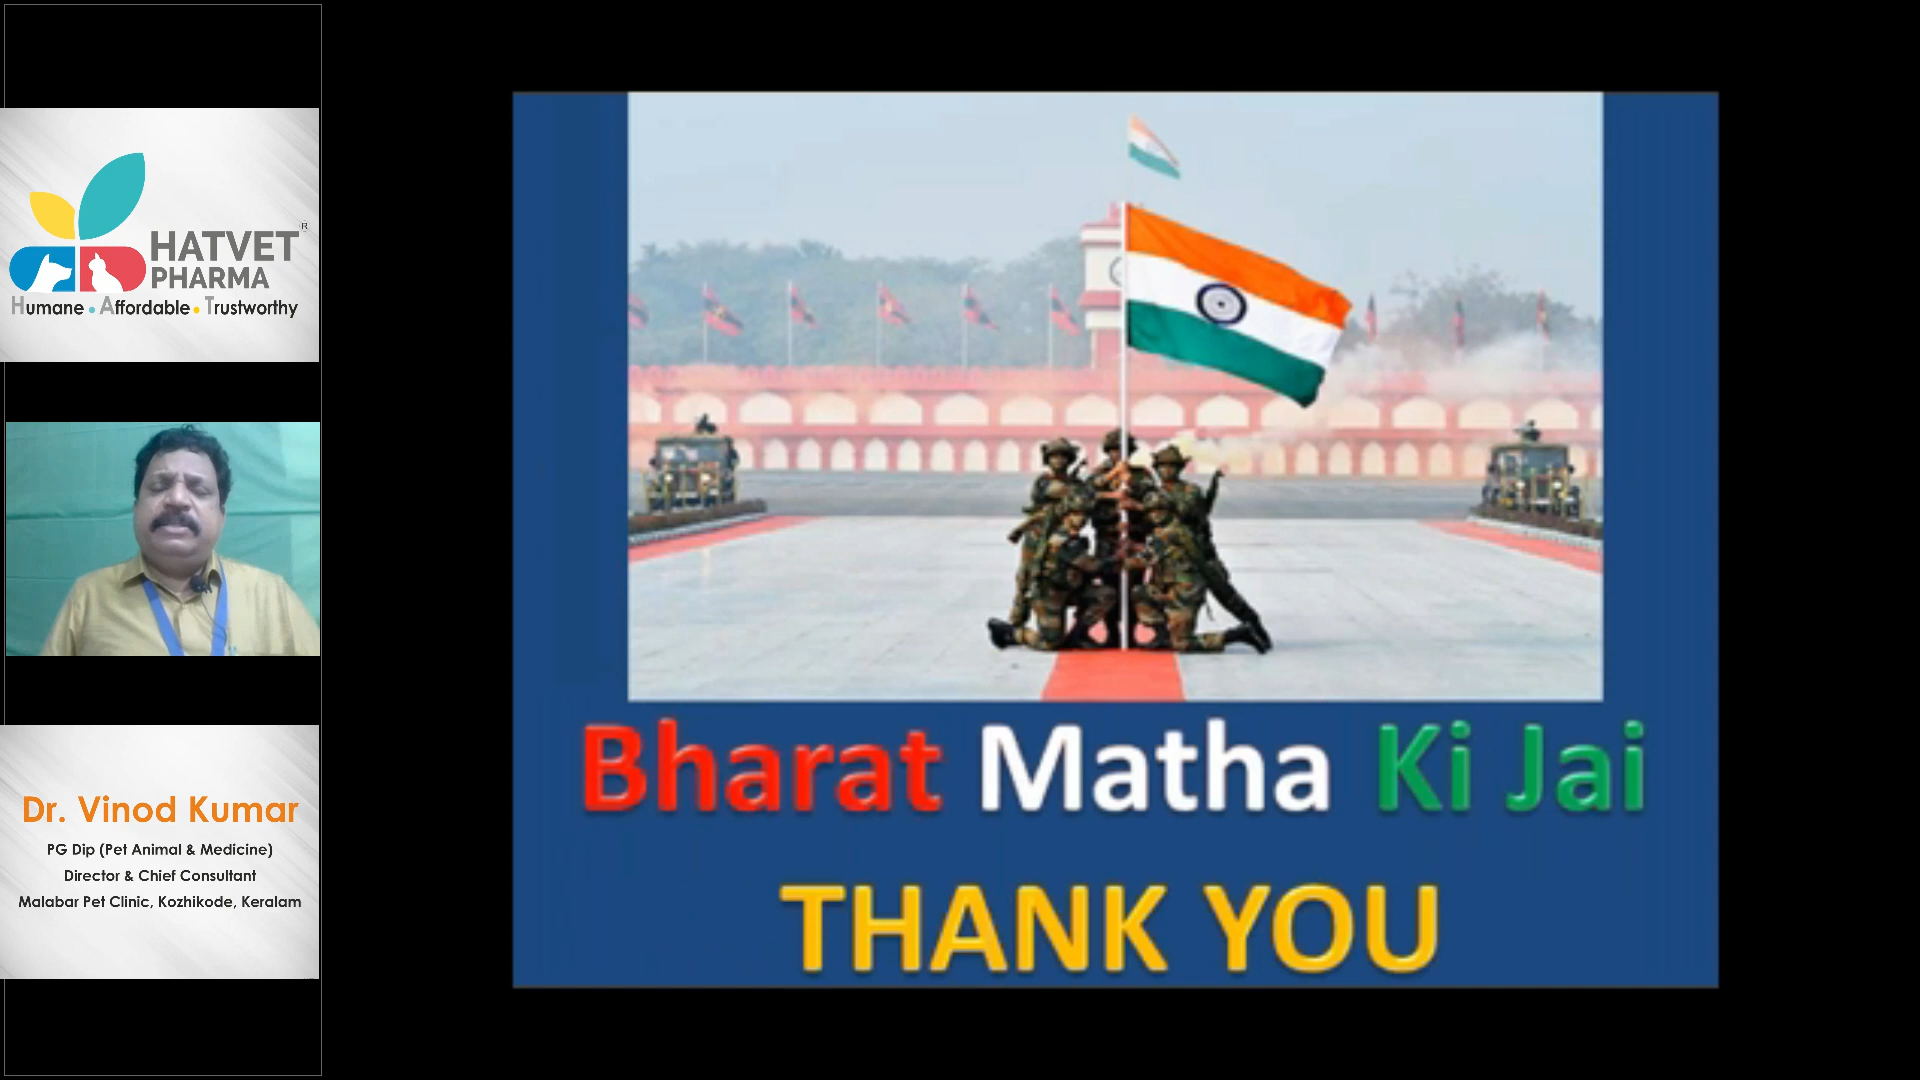 HATVET
PHARMA
Humane • Affordable • Trustworthy
Dr. Vinod Kumar
PG Dip (Pet Animal & Medicine)
Director & Chief Consultant
Malabar Pet Clinic, Kozhikode, Keralam
Bharat Matha Ki Jai
THANK YOU